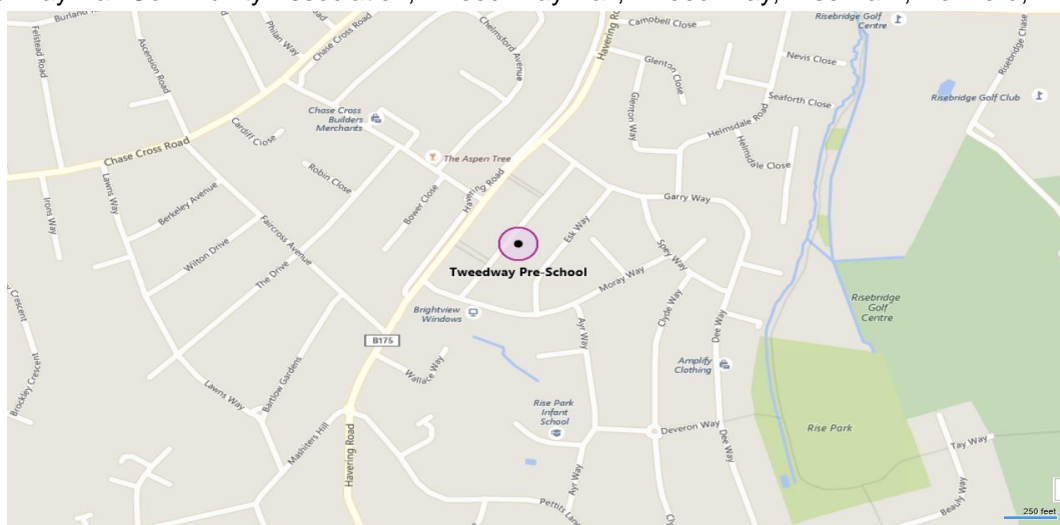 Burland
Felstead Road
Ascension Road
Philan Way
Chase Cross Road
Chelmsford Avenue
Havering Ro
Campbell Close
Risebridge Golf
Centre
Risebridge Chase
Glenton Close
Nevis Close
Risebridge Golf Club
Seaforth Close
Chase Cross
Builders
Merchants
Glenton Way
Cardiff Close
Helmsdale Road
Chase Cross Road
The Aspen Tree
Helmsdale Close
Robin Close
Irons Way
Lawns Way
Berkeley Avenue
Bower Close
Havering Road
Garry Way
Faircross Avenue
Esk Way
Wilton Drive
Spey Way
The Drive
Tweedway Pre-School
Moray Way
Crescent
Brightview
Windows
Clyde Way
Risebridge
Golf
Centre
B175
Ayr Way
Dee Way
Wallace Way
Amplify
Clothing
Brockley Crescent
Lawns Way
Bartlow Gardens
Rise Park
Infant
School
Mashiters Hill
Deveron Way
Rise Park
Havering Road
Dee Way
Tay Way
Ayr Way
Pettits Lane
Beauly Way
250 feet